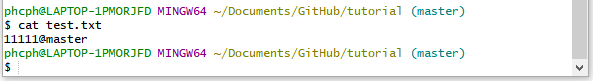 phcph@LAPTOP-1PMORJFD MINGW64 ~/Documents/GitHub/tutorial (master)
$ cat test.txt
11111@master
phcph@LAPTOP-1PMORJFD MINGW64 ~/Documents/GitHub/tutorial (master)
$